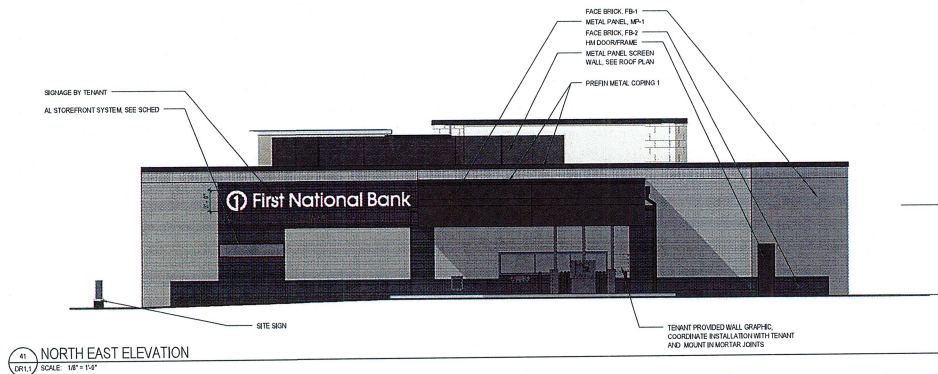 FACE BRICK, FB-1
METAL PANEL, MP-1
FACE BRICK, FB-2
HM DOOR/FRAME
METAL PANEL SCREEN
WALL, SEE ROOF PLAN
PREFIN METAL COPING 1
SIGNAGE BY TENANT
AL STOREFRONT SYSTEM, SEE SCHED
1 First National Bank
SITE SIGN
TENANT PROVIDED WALL GRAPHIC,
COORDINATE INSTALLATION WITH TENANT
AND MOUNT IN MORTAR JOINTS
41
DR1.1
NORTH EAST ELEVATION
SCALE: 1/8" = 1'-0"